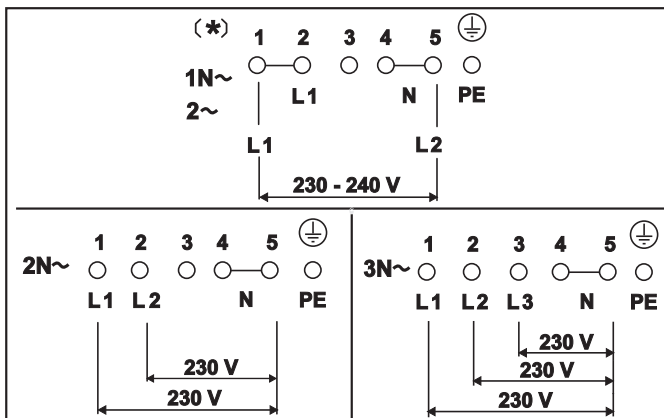 (*) 1 2 3 4 5
1N~ L1 N PE
2~
L1 L2
230 - 240 V
1 2 3 4 5
2N~
L1 L2 N PE
230 V
230 V
1 2 3 4 5
3N~
L1 L2 L3 N PE
230 V
230 V
230 V